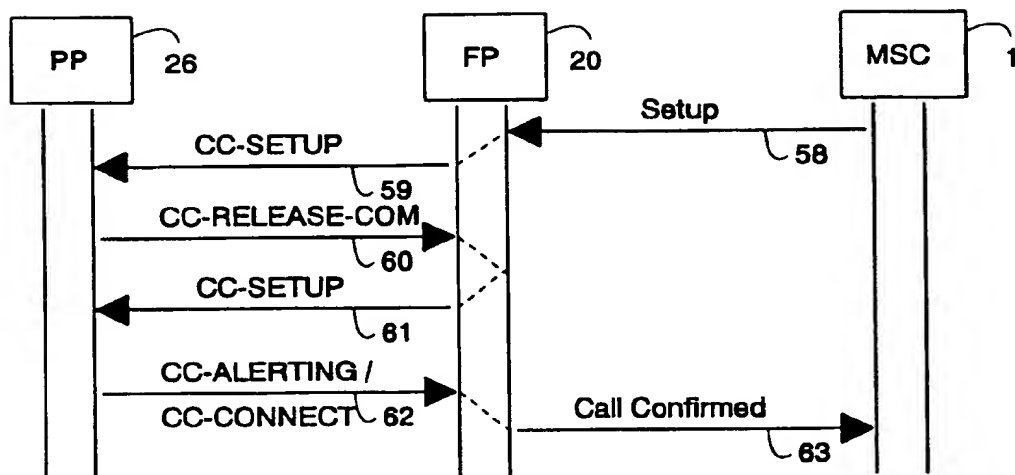 PP
26
FP
20
MSC
1
Setup
58
CC-SETUP
59
CC-RELEASE-COM
60
CC-SETUP
61
CC-ALERTING /
CC-CONNECT
62
Call Confirmed
63